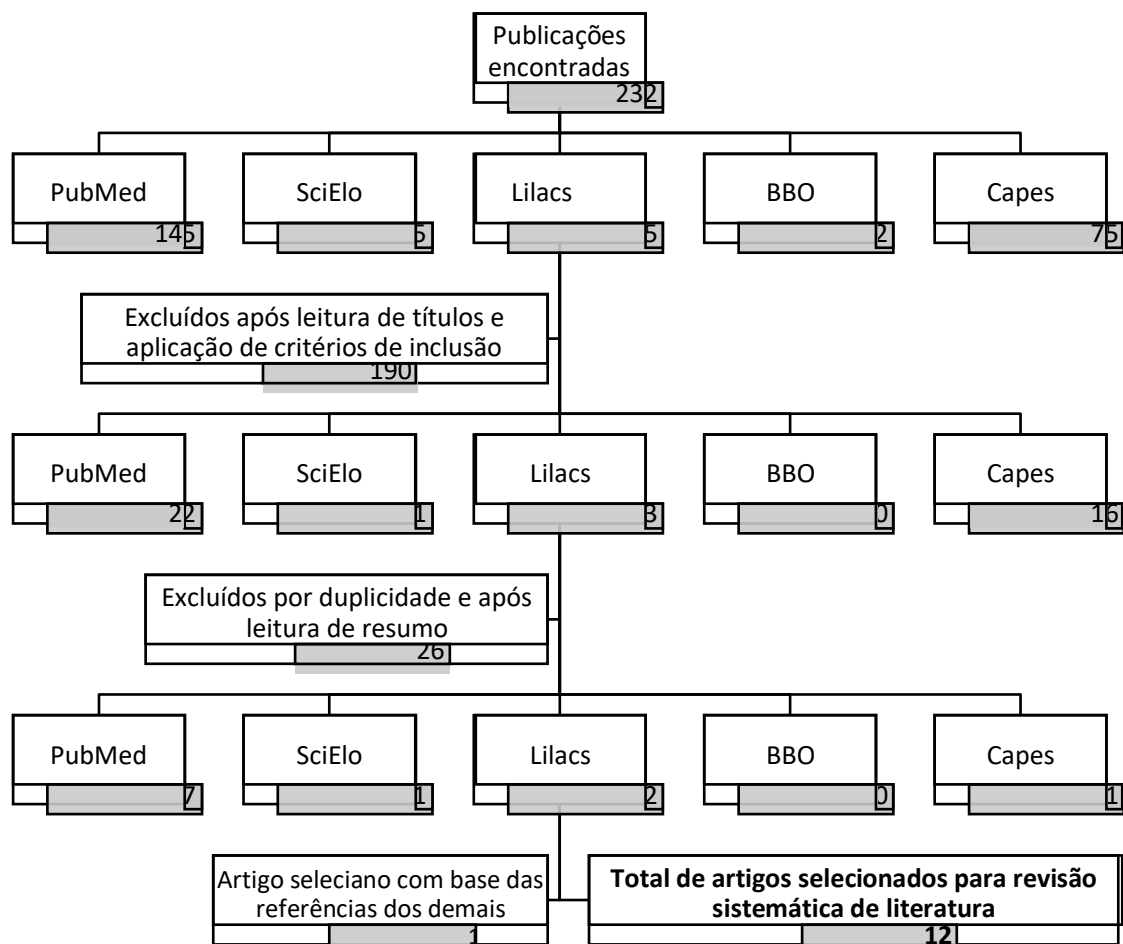 Publicações
encontradas
232
PubMed
145
SciElo
5
Lilacs
5
BBO
2
Capes
75
Excluídos após leitura de títulos e
aplicação de critérios de inclusão
190
PubMed
22
SciElo
1
Lilacs
3
BBO
0
Capes
16
Excluídos por duplicidade e após
leitura de resumo
26
PubMed
7
SciElo
1
Lilacs
2
BBO
0
Capes
1
Artigo seleciano com base das
referências dos demais
1
Total de artigos selecionados para revisão
sistemática de literatura
12